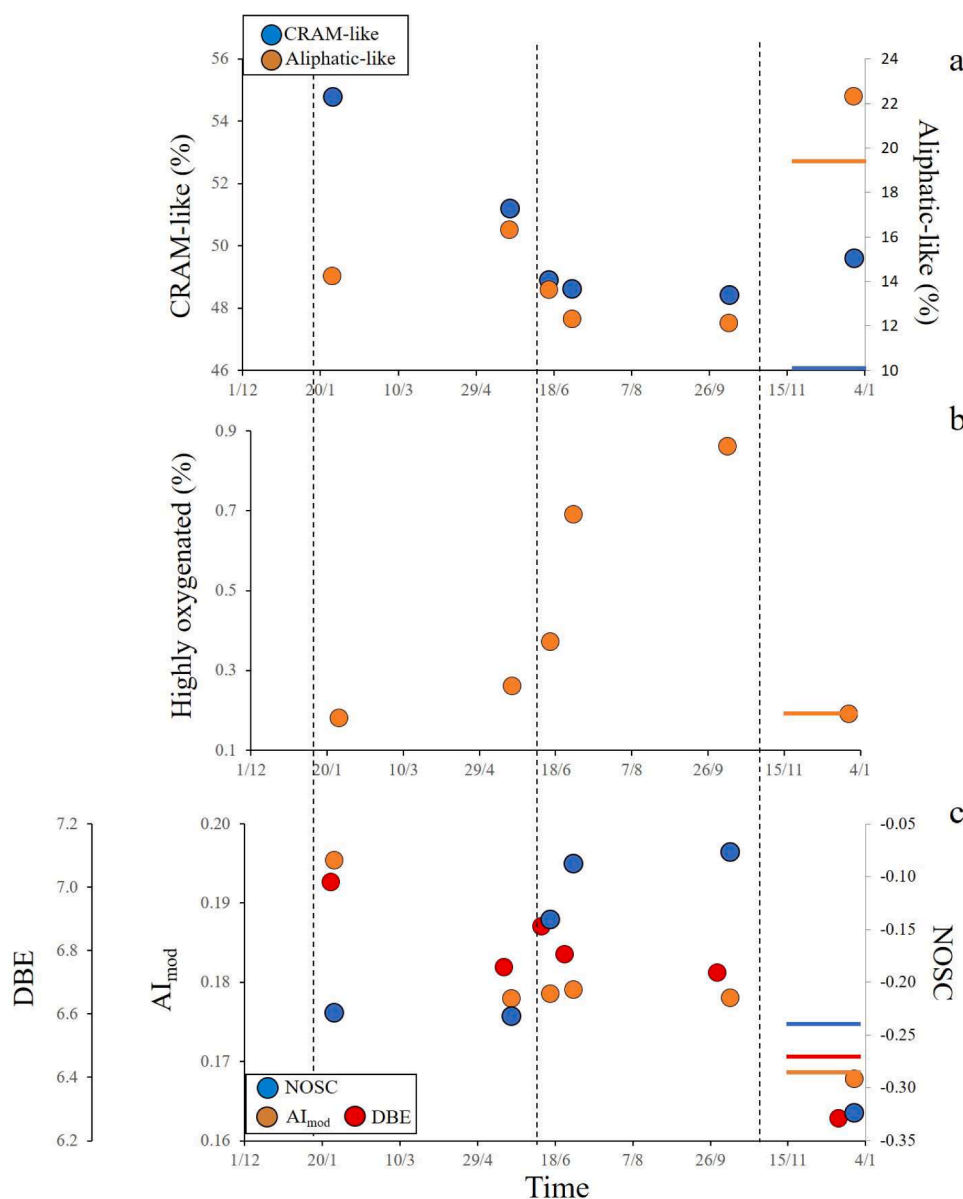 CRAM-like
Aliphatic-like
a
56
54
52
50
48
46
CRAM-like (%)
24
22
20
18
16
14
12
10
Aliphatic-like (%)
1/12 20/1 10/3 29/4 18/6 7/8 26/9 15/11 4/1
b
0.9
0.7
0.5
0.3
0.1
Highly oxygenated (%)
1/12 20/1 10/3 29/4 18/6 7/8 26/9 15/11 4/1
c
7.2
7.0
6.8
6.6
6.4
6.2
DBE
0.20
0.19
0.18
0.17
0.16
AImod
-0.05
-0.10
-0.15
-0.20
-0.25
-0.30
-0.35
NOSC
NOSC
AImod DBE
1/12 20/1 10/3 29/4 18/6 7/8 26/9 15/11 4/1
Time